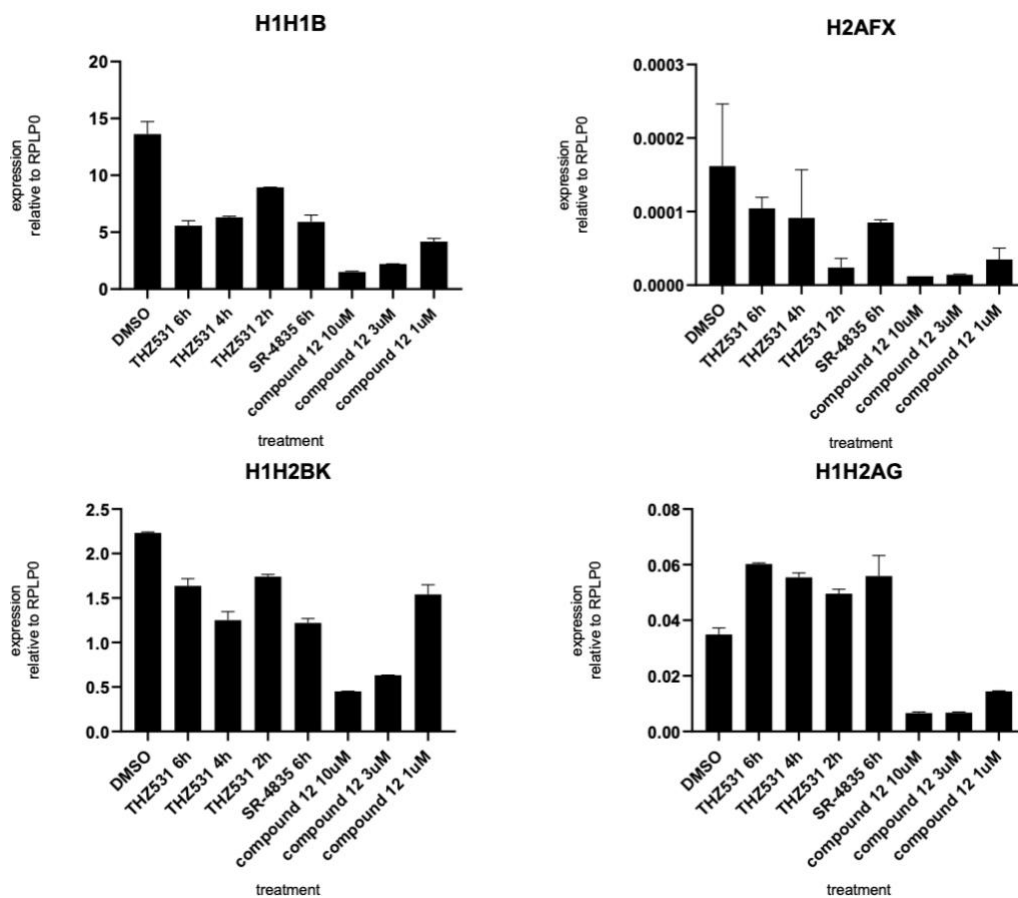 H1H1B
expression
relative to RPLP0
20
15
10
5
0
DMSO
THZ531 6h
THZ531 4h
THZ531 2h
SR-4835 6h
compound 12 10uM
compound 12 3uM
compound 12 1uM
treatment
H2AFX
expression
relative to RPLP0
0.0003
0.0002
0.0001
0.0000
DMSO
THZ531 6h
THZ531 4h
THZ531 2h
SR-4835 6h
compound 12 10uM
compound 12 3uM
compound 12 1uM
treatment
H1H2BK
expression
relative to RPLP0
2.5
2.0
1.5
1.0
0.5
0.0
DMSO
THZ531 6h
THZ531 4h
THZ531 2h
SR-4835 6h
compound 12 10uM
compound 12 3uM
compound 12 1uM
treatment
H1H2AG
expression
relative to RPLP0
0.08
0.06
0.04
0.02
0.00
DMSO
THZ531 6h
THZ531 4h
THZ531 2h
SR-4835 6h
compound 12 10uM
compound 12 3uM
compound 12 1uM
treatment